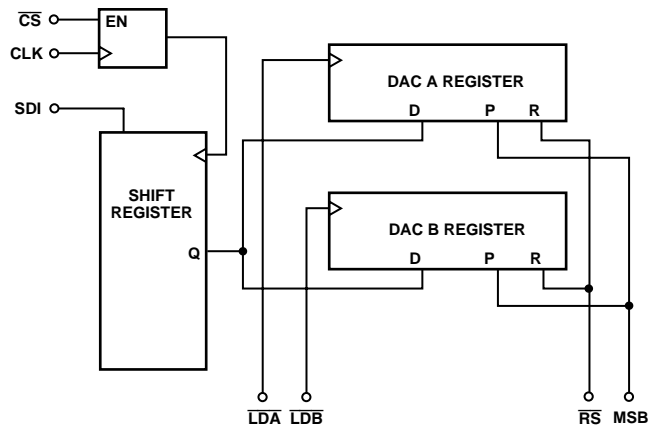 CS
EN
CLK
SDI
SHIFT
REGISTER
Q
DAC A REGISTER
D P R
DAC B REGISTER
D P R
LDA LDB RS MSB